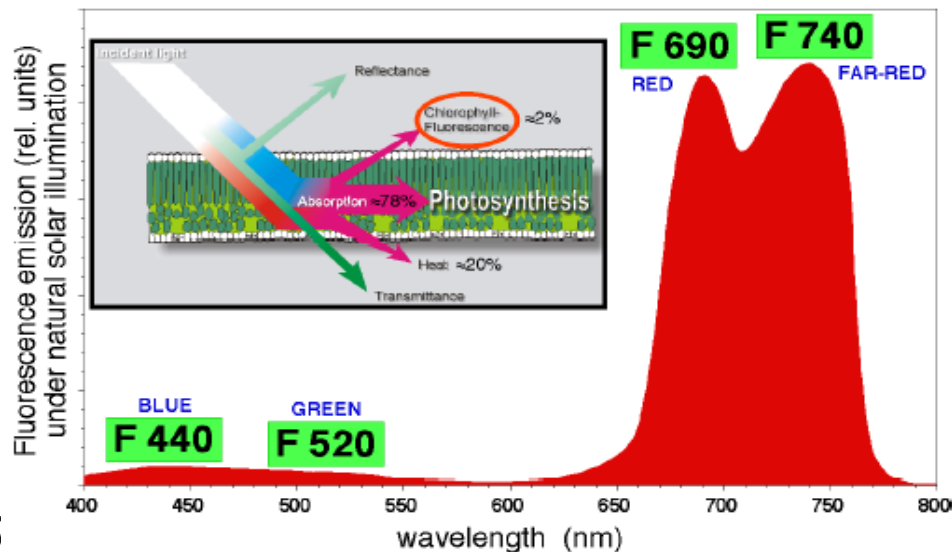 Fluorescence emission (rel. units)
under natural solar illumination
Incident light
Reflectance
Chlorophyll-
Fluorescence
≈2%
Absorption ≈78%
Photosynthesis
Heat ≈20%
Transmittance
F 690
RED
F 740
FAR-RED
BLUE
F 440
GREEN
F 520
400 450 500 550 600 650 700 750 800
wavelength (nm)